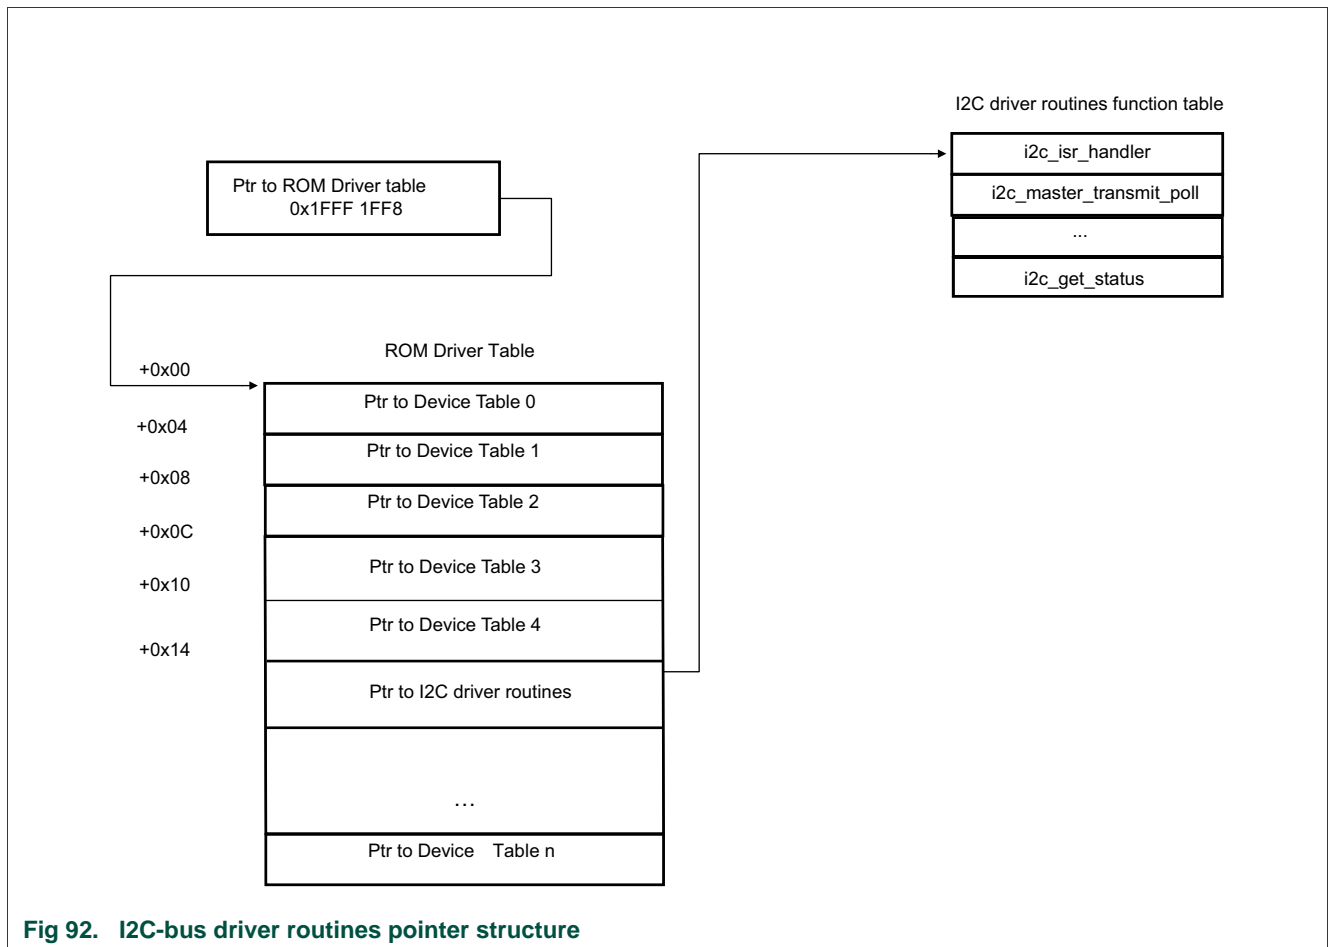 I2C driver routines function table
i2c_isr_handler
i2c_master_transmit_poll
...
i2c_get_status
Ptr to ROM Driver table
0x1FFF 1FF8
ROM Driver Table
+0x00
Ptr to Device Table 0
+0x04
Ptr to Device Table 1
+0x08
Ptr to Device Table 2
+0x0C
Ptr to Device Table 3
+0x10
Ptr to Device Table 4
+0x14
Ptr to I2C driver routines
...
Ptr to Device Table n
Fig 92. I2C-bus driver routines pointer structure